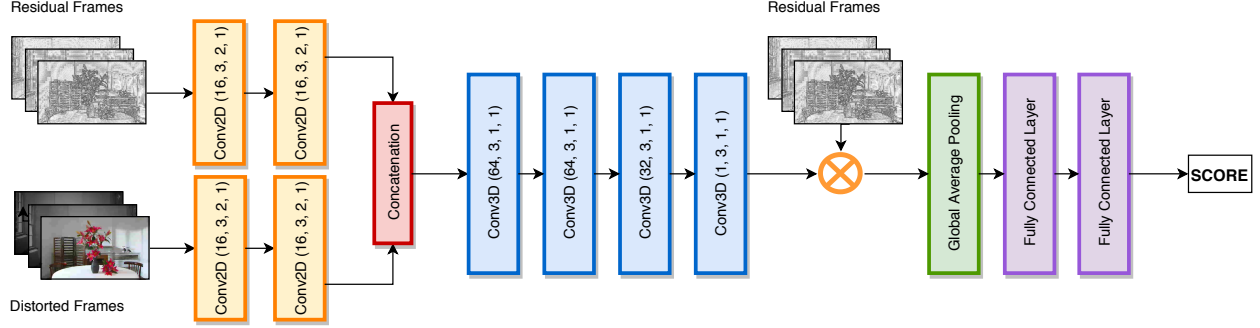 Residual Frames
Conv2D (16, 3, 2, 1)
Conv2D (16, 3, 2, 1)
Distorted Frames
Conv2D (16, 3, 2, 1)
Conv2D (16, 3, 2, 1)
Concatenation
Conv3D (64, 3, 1, 1)
Conv3D (64, 3, 1, 1)
Conv3D (32, 3, 1, 1)
Conv3D (1, 3, 1, 1)
Residual Frames
Global Average Pooling
Fully Connected Layer
Fully Connected Layer
SCORE